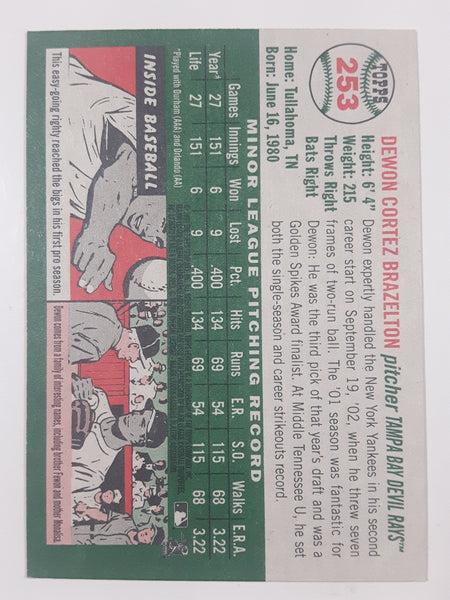 TOPPS
253
DEWON CORTEZ BRAZELTON pitcher TAMPA BAY DEVIL RAYS™
Height: 6' 4"
Weight: 215
Throws Right
Bats Right
Home: Tullahoma, TN
Born: June 16, 1980
Dewon expertly handled the New York Yankees in his second
career start on September 19, '02, when he threw seven
frames of two-run ball. The '01 season was fantastic for
Dewon: He was the third pick of that years draft and was a
Golden Spikes Award finalist. At Middle Tennessee U, he set
both the single-season and career strikeouts record.
MINOR LEAGUE PITCHING RECORD
Games Innings Won Lost Pct. Hits Runs E.R. S.O. Walks E.R.A.
Year* 27 151 6 9 .400 134 69 54 115 68 3.22
Life 27 151 6 9 .400 134 69 54 115 68 3.22
*Played with Durham (AAA) and Orlando (AA)
INSIDE BASEBALL
This easy-going righty reached the bigs in his first pro season.
Dewon comes from a family of interesting names, including brother Fewon and mother Monaica.